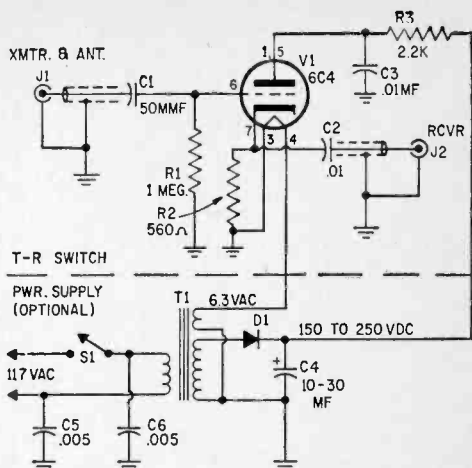 XMTR. & ANT.
J1
C1
50MMF
6
1
5
V1
6C4
R3
2.2K
C3
.01MF
7
3
4
C2
.01
RCVR
J2
R1
1 MEG.
R2
560Ω
T-R SWITCH
PWR. SUPPLY
(OPTIONAL)
T1
6.3VAC
D1
150 TO 250 VDC
S1
117 VAC
+
C4
10-30
MF
C5
.005
C6
.005